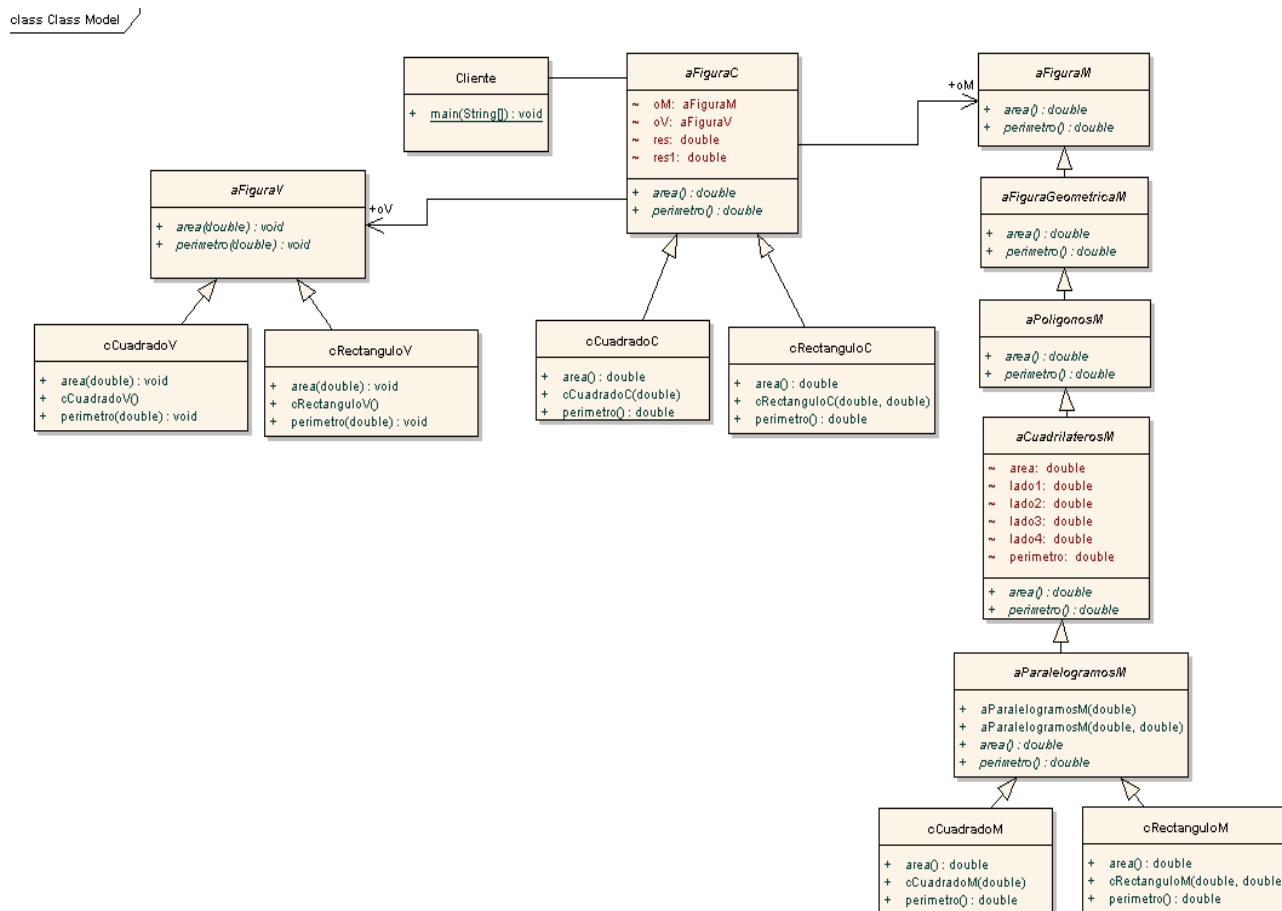 class Class Model
Cliente
+ main(String[]) : void
aFiguraC
~ oM: aFiguraM
~ oV: aFiguraV
~ res: double
~ res1: double
+ area() : double
+ perimetro() : double
+oM
aFiguraM
+ area() : double
+ perimetro() : double
aFiguraV
+ area(double) : void
+ perimetro(double) : void
+oV
aFiguraGeometricaM
+ area() : double
+ perimetro() : double
cCuadradoV
+ area(double) : void
+ cCuadradoV()
+ perimetro(double) : void
cRectanguloV
+ area(double) : void
+ cRectanguloV()
+ perimetro(double) : void
cCuadradoC
+ area() : double
+ cCuadradoC(double)
+ perimetro() : double
cRectanguloC
+ area() : double
+ cRectanguloC(double, double)
+ perimetro() : double
aPoligonosM
+ area() : double
+ perimetro() : double
aCuadrilaterosM
~ area: double
~ lado1: double
~ lado2: double
~ lado3: double
~ lado4: double
~ perimetro: double
+ area() : double
+ perimetro() : double
aParalelogramosM
+ aParalelogramosM(double)
+ aParalelogramosM(double, double)
+ area() : double
+ perimetro() : double
cCuadradoM
+ area() : double
+ cCuadradoM(double)
+ perimetro() : double
cRectanguloM
+ area() : double
+ cRectanguloM(double, double
+ perimetro() : double